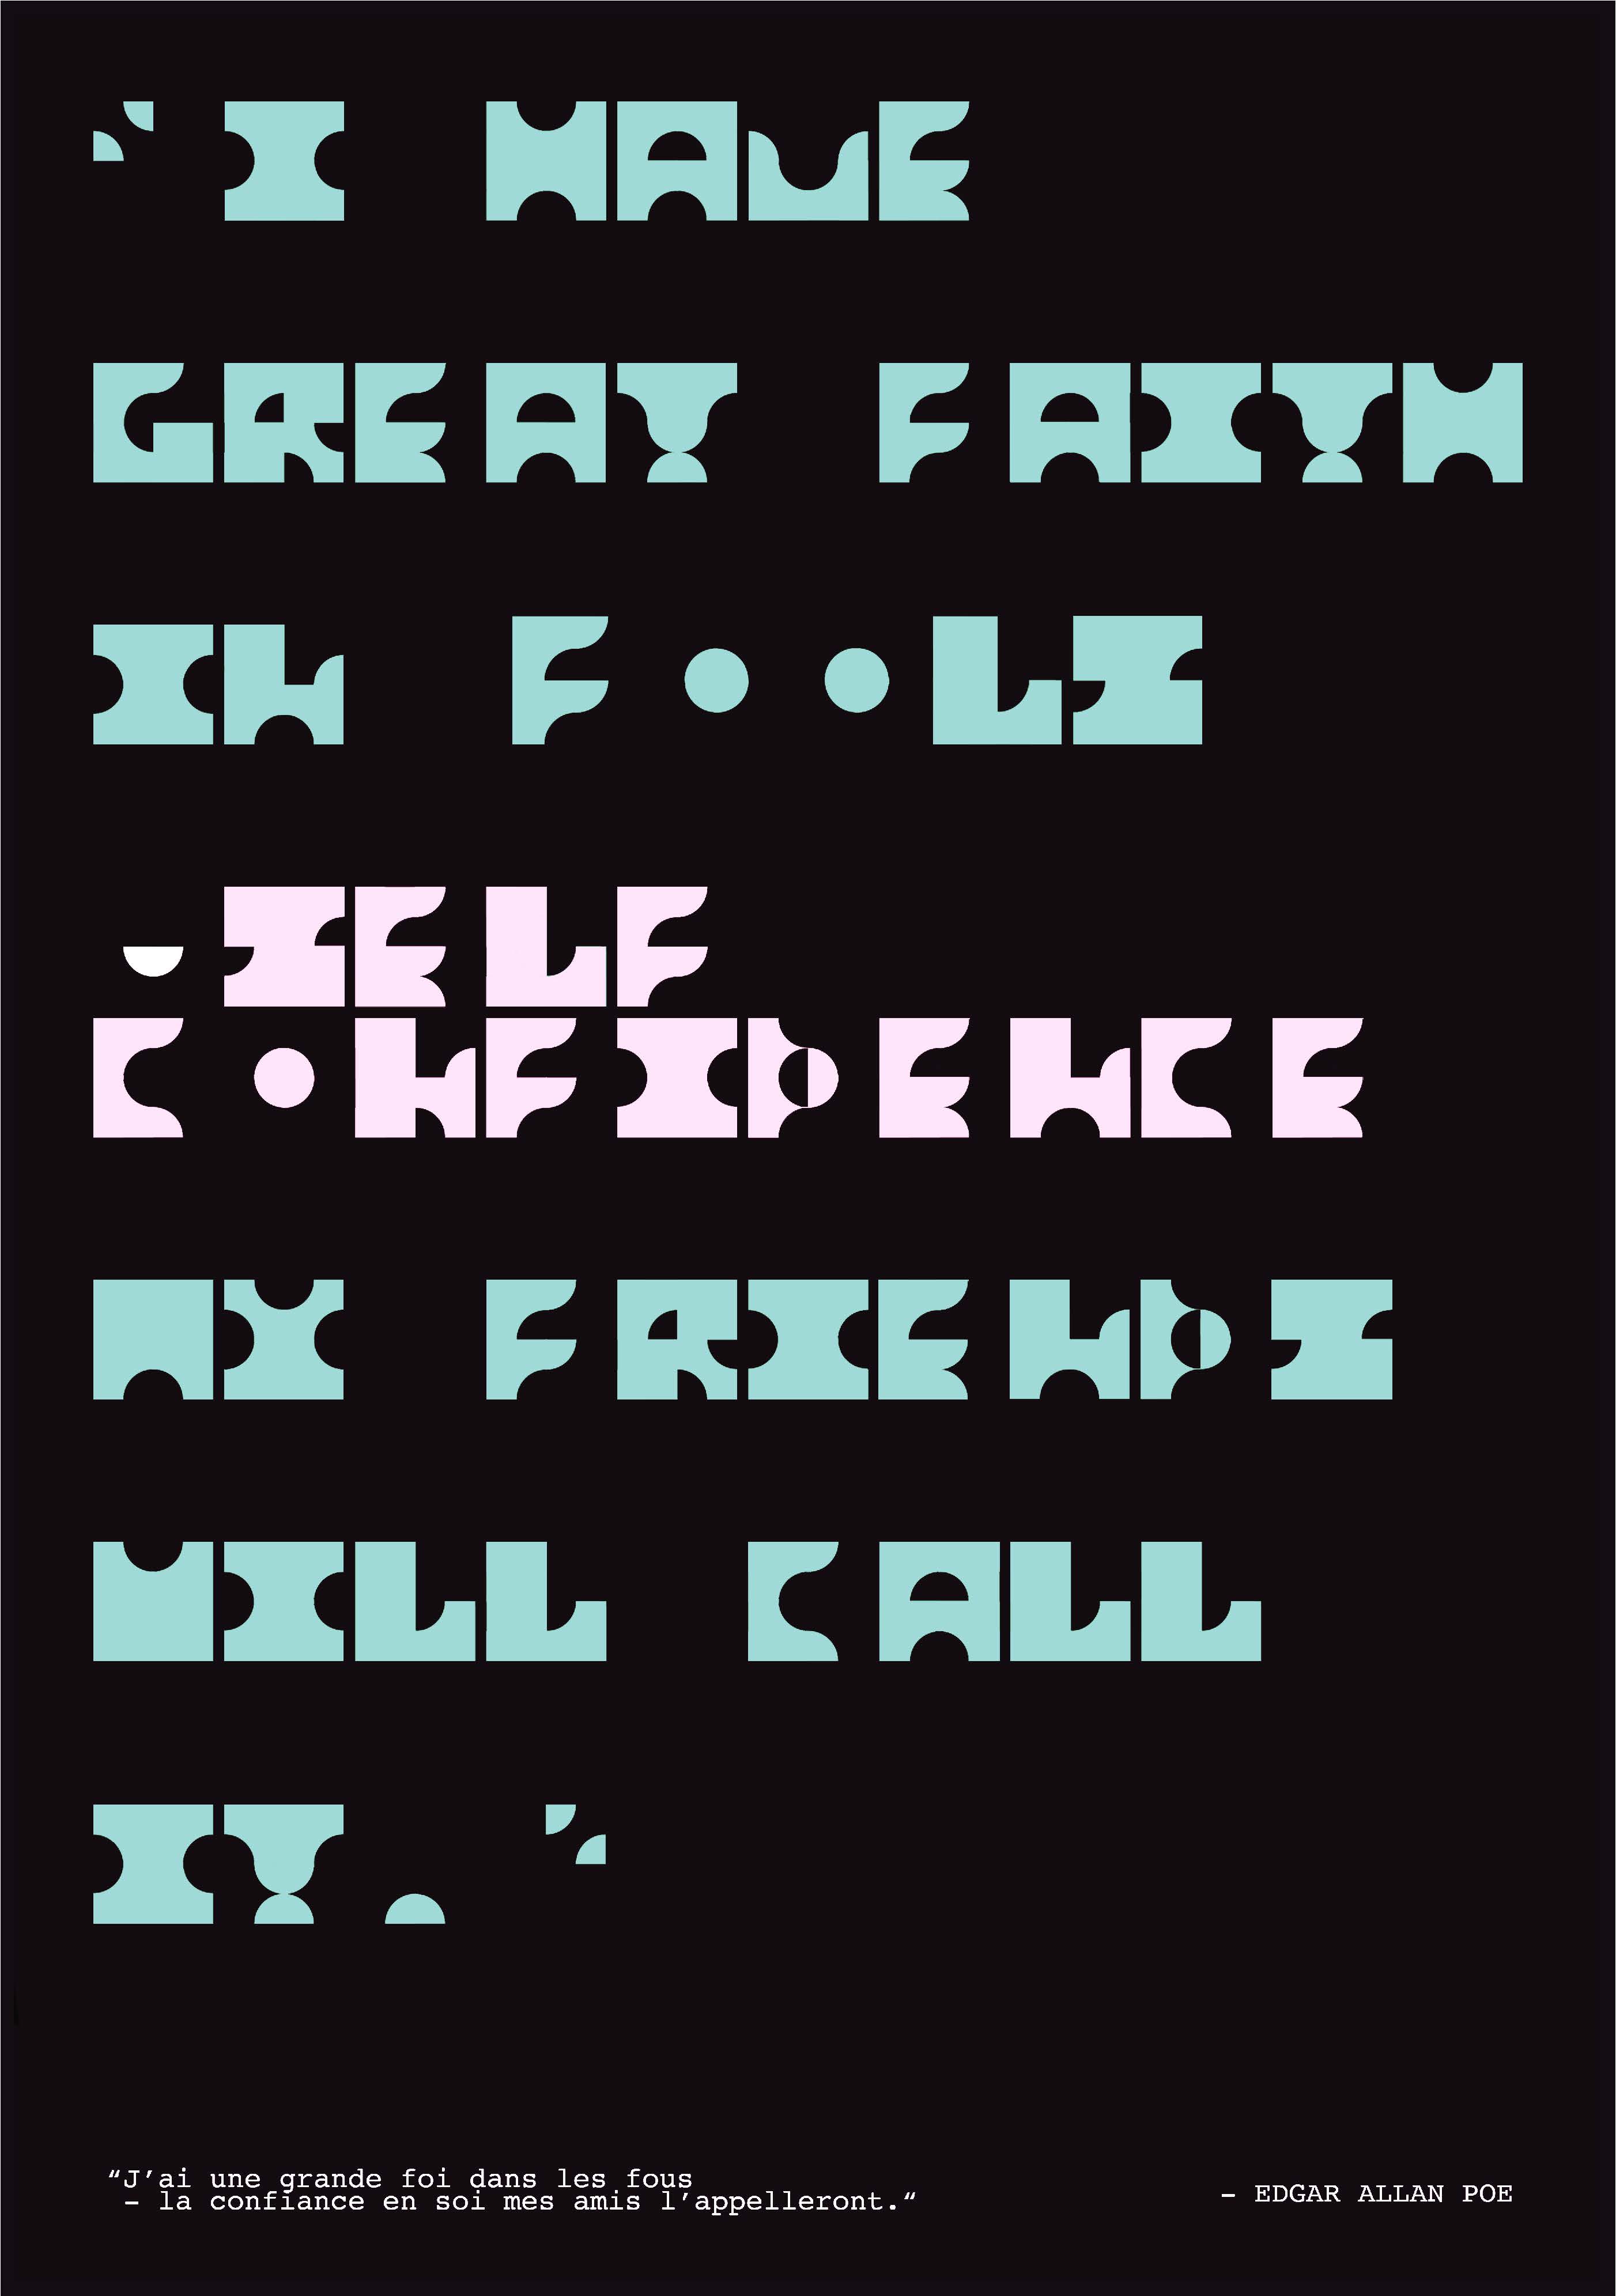 “I HAVE
GREAT FAITH
IN FOOLS
-SELF
CONFIDENCE
MY FRIENDS
WILL CALL
IT.”
“J’ai une grande foi dans les fous
– la confiance en soi mes amis l’appelleront.“
– EDGAR ALLAN POE